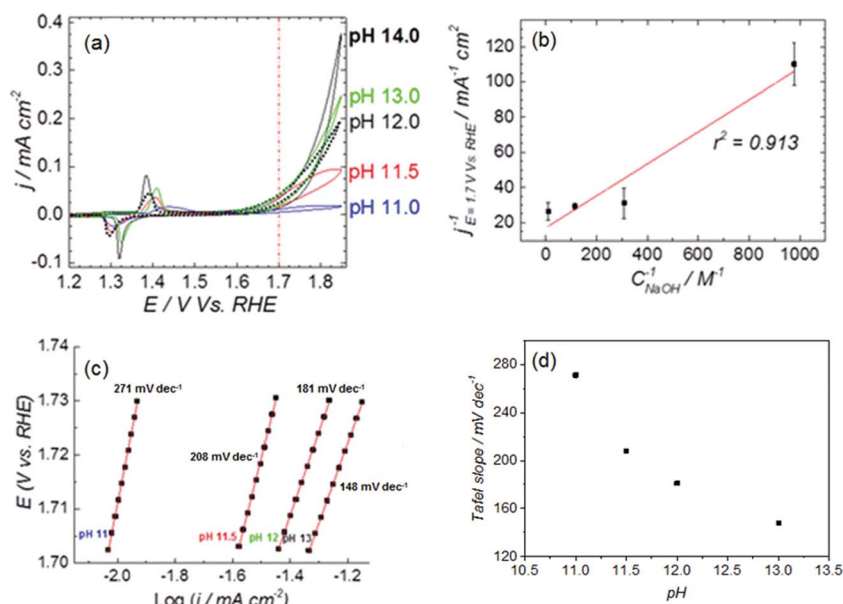 (a)
j / mA cm-2
0.4
0.3
0.2
0.1
0.0
-0.1
1.2 1.3 1.4 1.5 1.6 1.7 1.8
E / V Vs. RHE
pH 14.0
pH 13.0
pH 12.0
pH 11.5
pH 11.0
(b)
j-1 E = 1.7 V Vs. RHE / mA-1 cm2
120
100
80
60
40
20
0 200 400 600 800 1000
C-1 NaOH / M-1
r2 = 0.913
(c)
E (V vs. RHE)
1.74
1.73
1.72
1.71
1.70
271 mV dec-1
181 mV dec-1
208 mV dec-1
148 mV dec-1
pH 11 pH 11.5 pH 12 pH 13
-2.0 -1.8 -1.6 -1.4 -1.2
Log (j / mA cm-2)
(d)
Tafel slope / mV dec-1
280
240
200
160
120
10.5 11.0 11.5 12.0 12.5 13.0 13.5
pH